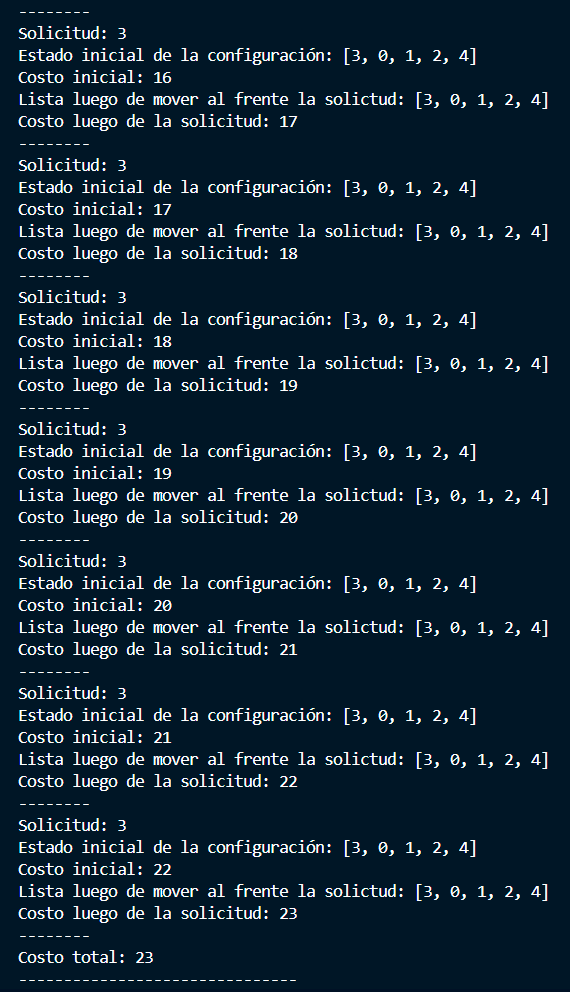 --------
Solicitud: 3
Estado inicial de la configuración: [3, 0, 1, 2, 4]
Costo inicial: 16
Lista luego de mover al frente la solictud: [3, 0, 1, 2, 4]
Costo luego de la solicitud: 17
--------
Solicitud: 3
Estado inicial de la configuración: [3, 0, 1, 2, 4]
Costo inicial: 17
Lista luego de mover al frente la solictud: [3, 0, 1, 2, 4]
Costo luego de la solicitud: 18
--------
Solicitud: 3
Estado inicial de la configuración: [3, 0, 1, 2, 4]
Costo inicial: 18
Lista luego de mover al frente la solictud: [3, 0, 1, 2, 4]
Costo luego de la solicitud: 19
--------
Solicitud: 3
Estado inicial de la configuración: [3, 0, 1, 2, 4]
Costo inicial: 19
Lista luego de mover al frente la solictud: [3, 0, 1, 2, 4]
Costo luego de la solicitud: 20
--------
Solicitud: 3
Estado inicial de la configuración: [3, 0, 1, 2, 4]
Costo inicial: 20
Lista luego de mover al frente la solictud: [3, 0, 1, 2, 4]
Costo luego de la solicitud: 21
--------
Solicitud: 3
Estado inicial de la configuración: [3, 0, 1, 2, 4]
Costo inicial: 21
Lista luego de mover al frente la solictud: [3, 0, 1, 2, 4]
Costo luego de la solicitud: 22
--------
Solicitud: 3
Estado inicial de la configuración: [3, 0, 1, 2, 4]
Costo inicial: 22
Lista luego de mover al frente la solictud: [3, 0, 1, 2, 4]
Costo luego de la solicitud: 23
--------
Costo total: 23
-------------------------------